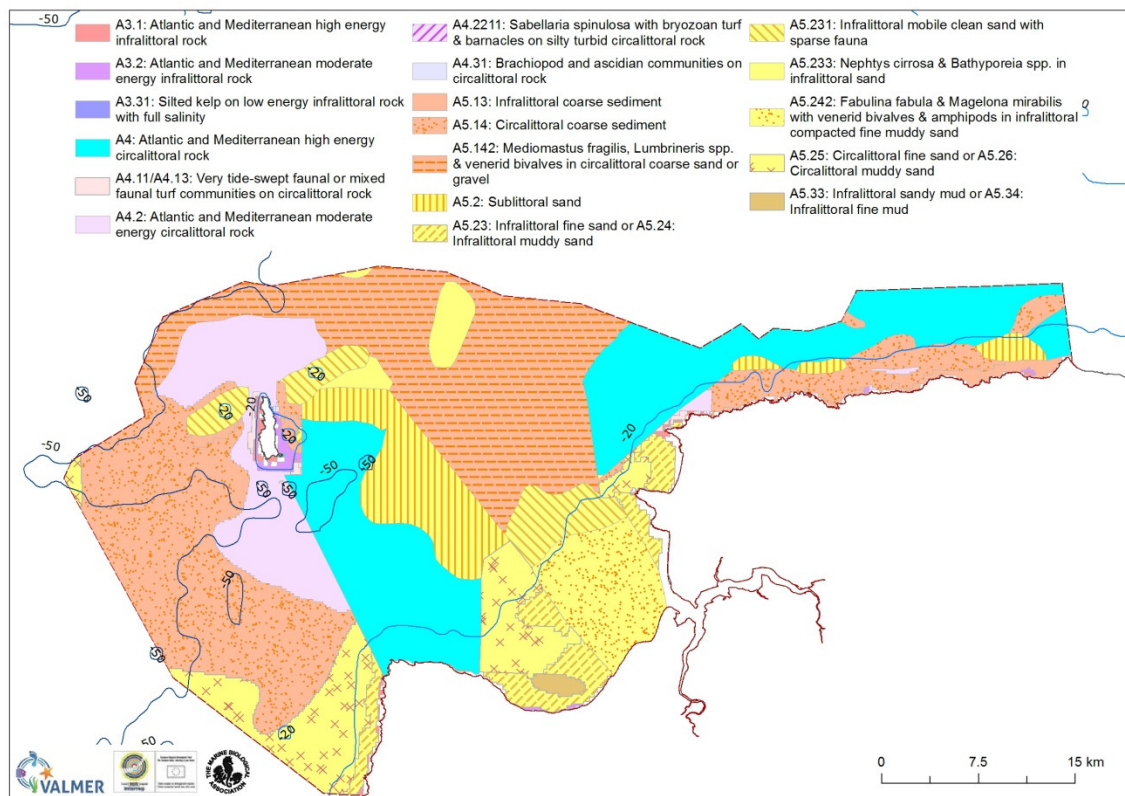 -50
A3.1: Atlantic and Mediterranean high energy
infralittoral rock
A3.2: Atlantic and Mediterranean moderate
energy infralittoral rock
A3.31: Silted kelp on low energy infralittoral rock
with full salinity
A4: Atlantic and Mediterranean high energy
circalittoral rock
A4.11/A4.13: Very tide-swept faunal or mixed
faunal turf communities on circalittoral rock
A4.2: Atlantic and Mediterranean moderate
energy circalittoral rock
A4.2211: Sabellaria spinulosa with bryozoan turf
& barnacles on silty turbid circalittoral rock
A4.31: Brachiopod and ascidian communities on
circalittoral rock
A5.13: Infralittoral coarse sediment
A5.14: Circalittoral coarse sediment
A5.142: Mediomastus fragilis, Lumbrineris spp.
& venerid bivalves in circalittoral coarse sand or
gravel
A5.2: Sublittoral sand
A5.23: Infralittoral fine sand or A5.24:
Infralittoral muddy sand
A5.231: Infralittoral mobile clean sand with
sparse fauna
A5.233: Nephtys cirrosa & Bathyporeia spp. in
infralittoral sand
A5.242: Fabulina fabula & Magelona mirabilis
with venerid bivalves & amphipods in infralittoral
compacted fine muddy sand
A5.25: Circalittoral fine sand or A5.26:
Circalittoral muddy sand
A5.33: Infralittoral sandy mud or A5.34:
Infralittoral fine mud
-20
-50
-20
-20
-20
-20
-50
-50
-50
-50
-50
-50
-50
-20
-50
VALMER
THE MARINE BIOLOGICAL
ASSOCIATION
0 7.5 15 km